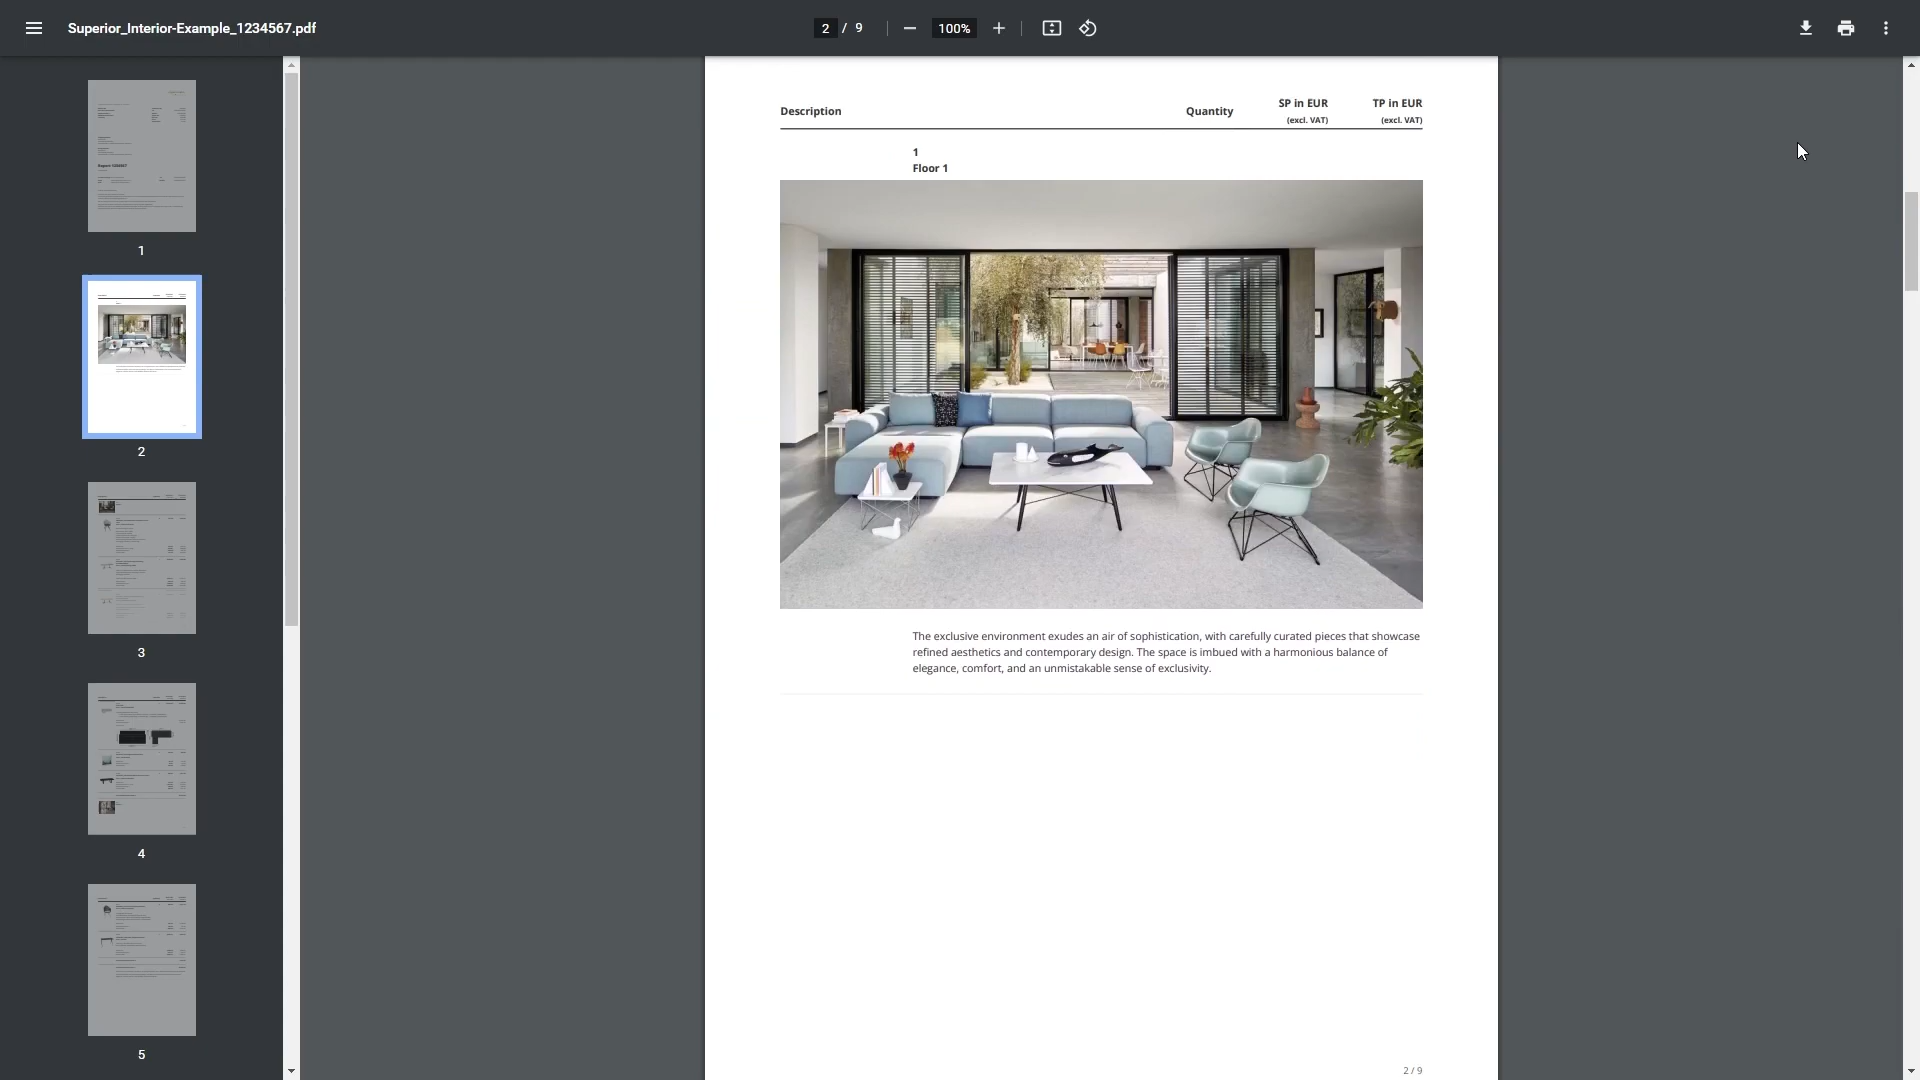 Superior_Interior-Example_1234567.pdf
2 / 9
100%
1
2
3
4
5
Description Quantity SP in EUR (excl. VAT) TP in EUR (excl. VAT)
1
Floor 1
The exclusive environment exudes an air of sophistication, with carefully curated pieces that showcase
refined aesthetics and contemporary design. The space is imbued with a harmonious balance of
elegance, comfort, and an unmistakable sense of exclusivity.
2 / 9